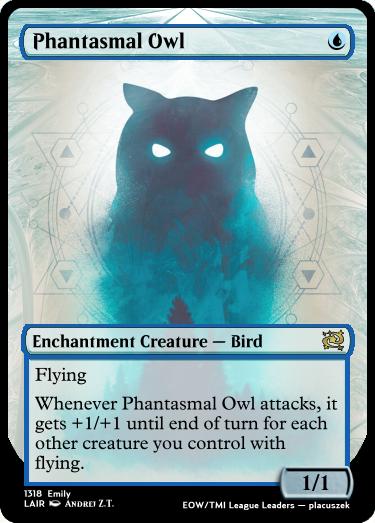 Phantasmal Owl
Enchantment Creature — Bird
Flying
Whenever Phantasmal Owl attacks, it
gets +1/+1 until end of turn for each
other creature you control with
flying.
1/1
1318 Emily
LAIR Andrei Z.T.
EOW/TMI League Leaders — placuszek